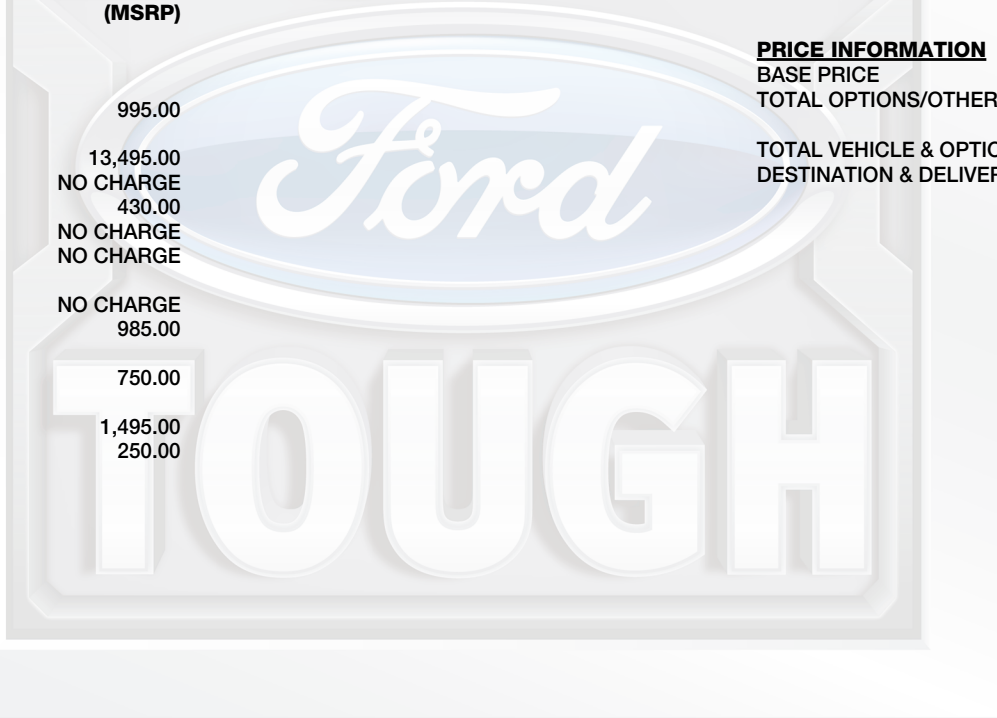 (MSRP)
995.00
13,495.00
NO CHARGE
430.00
NO CHARGE
NO CHARGE
NO CHARGE
985.00
750.00
1,495.00
250.00
PRICE INFORMATION
BASE PRICE
TOTAL OPTIONS/OTHER
TOTAL VEHICLE & OPTIO
DESTINATION & DELIVER
Ford
TOUGH